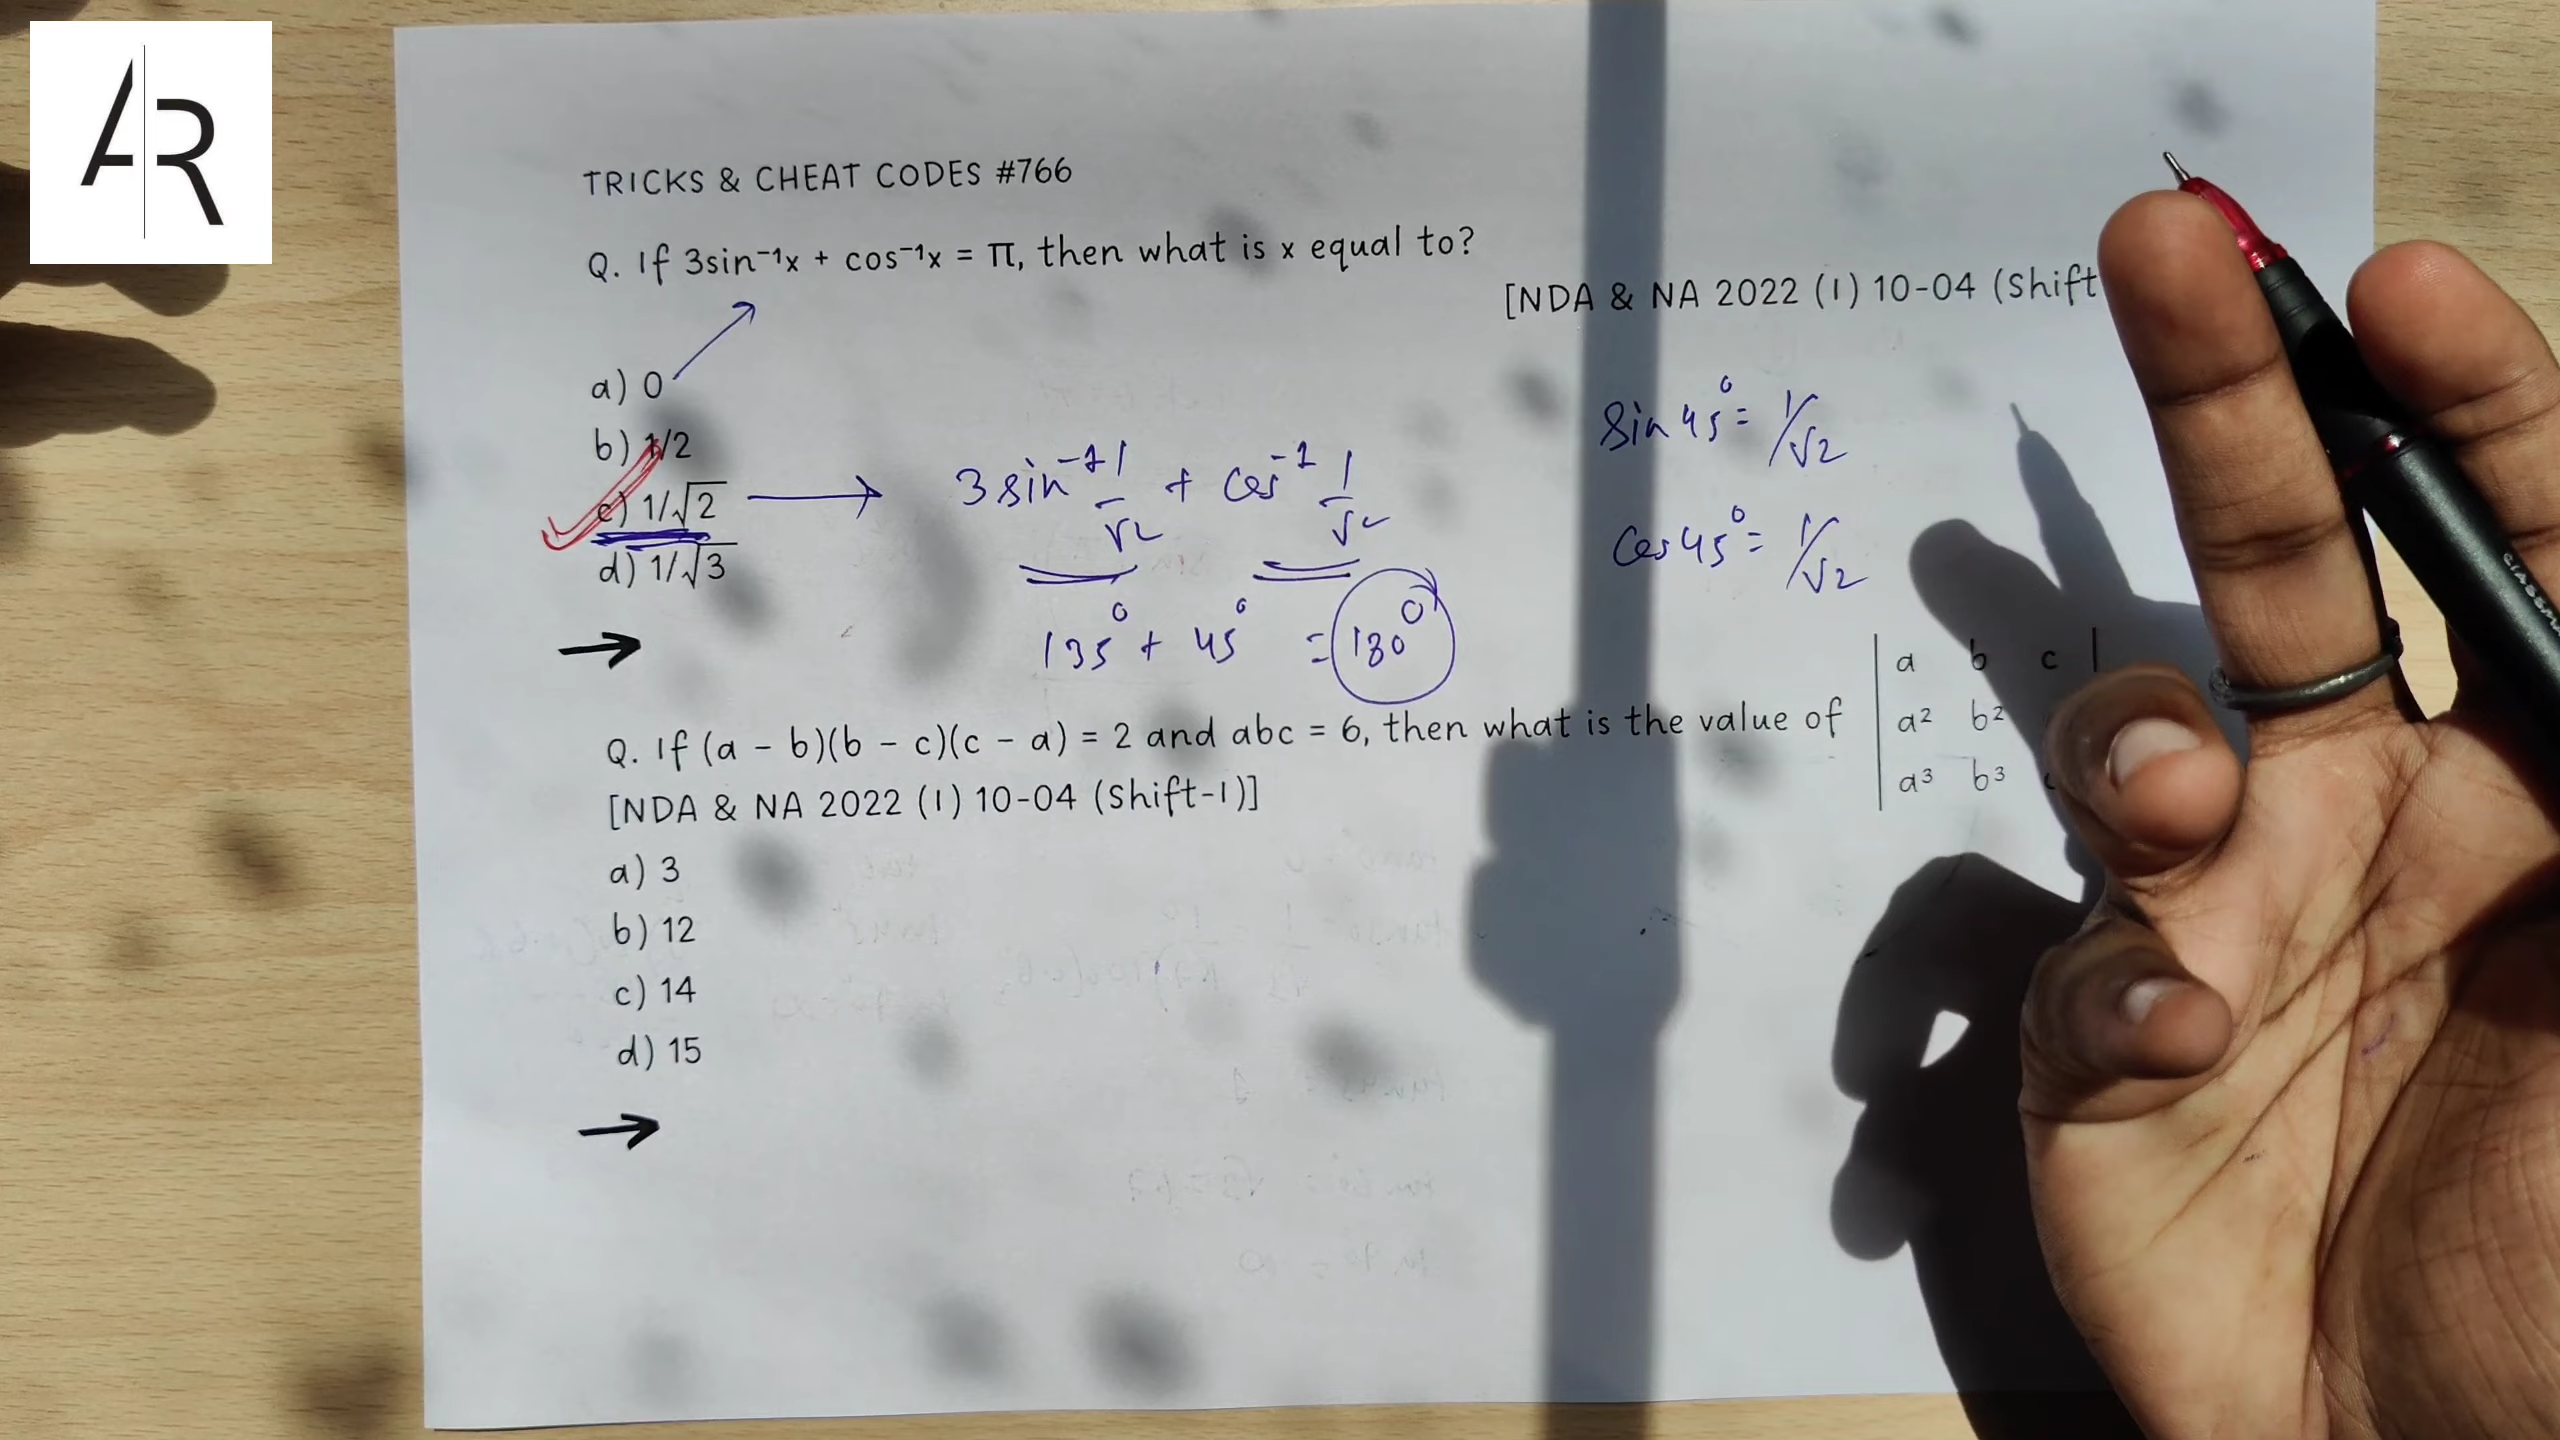 AR
TRICKS & CHEAT CODES #766
Q. If 3sin⁻¹x + cos⁻¹x = π, then what is x equal to?
[NDA & NA 2022 (1) 10-04 (Shift
a) 0
b) 1/2
c) 1/√2
d) 1/√3
3 sin⁻¹ 1/√2 + cos⁻¹ 1/√2
135° + 45° = 180°
sin 45° = 1/√2
cos 45° = 1/√2
Q. If (a - b)(b - c)(c - a) = 2 and abc = 6, then what is the value of
a b c
a² b²
a³ b³
[NDA & NA 2022 (1) 10-04 (Shift-1)]
a) 3
b) 12
c) 14
d) 15